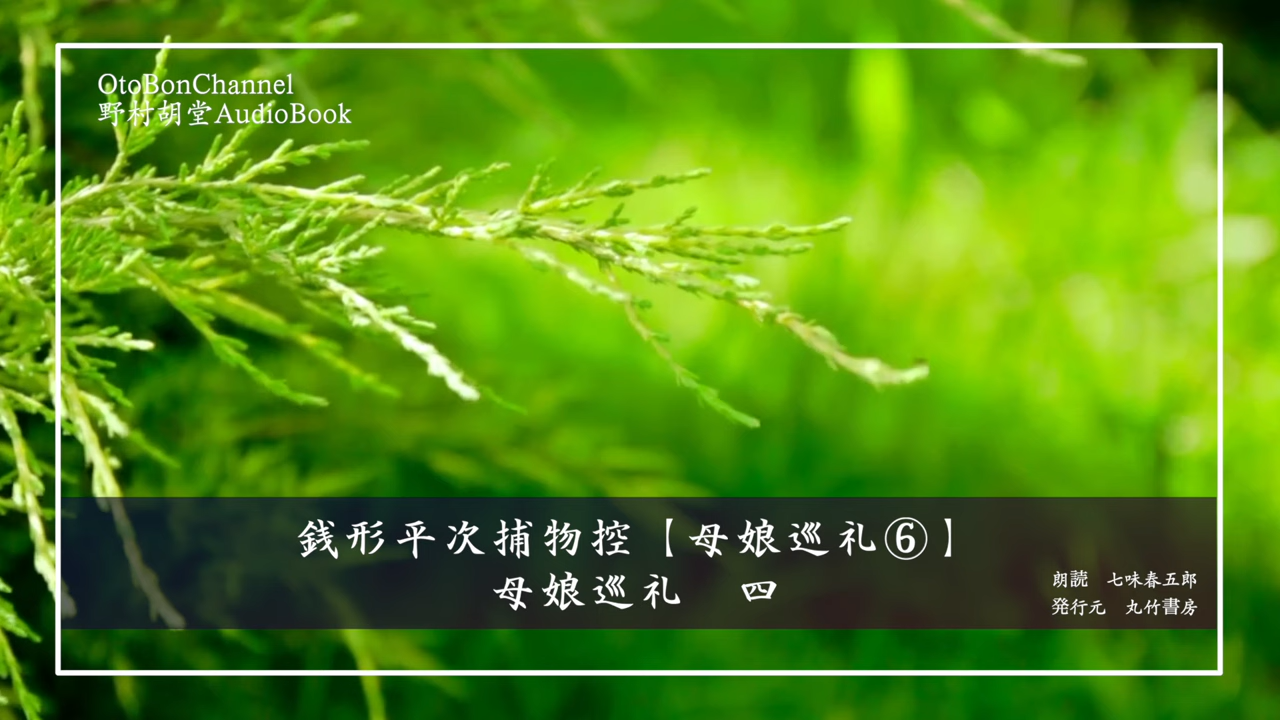 OtoBonChannel
野村胡堂AudioBook
銭形平次捕物控【母娘巡礼⑥】
母娘巡礼　四
朗読　七味春五郎
発行元　丸竹書房